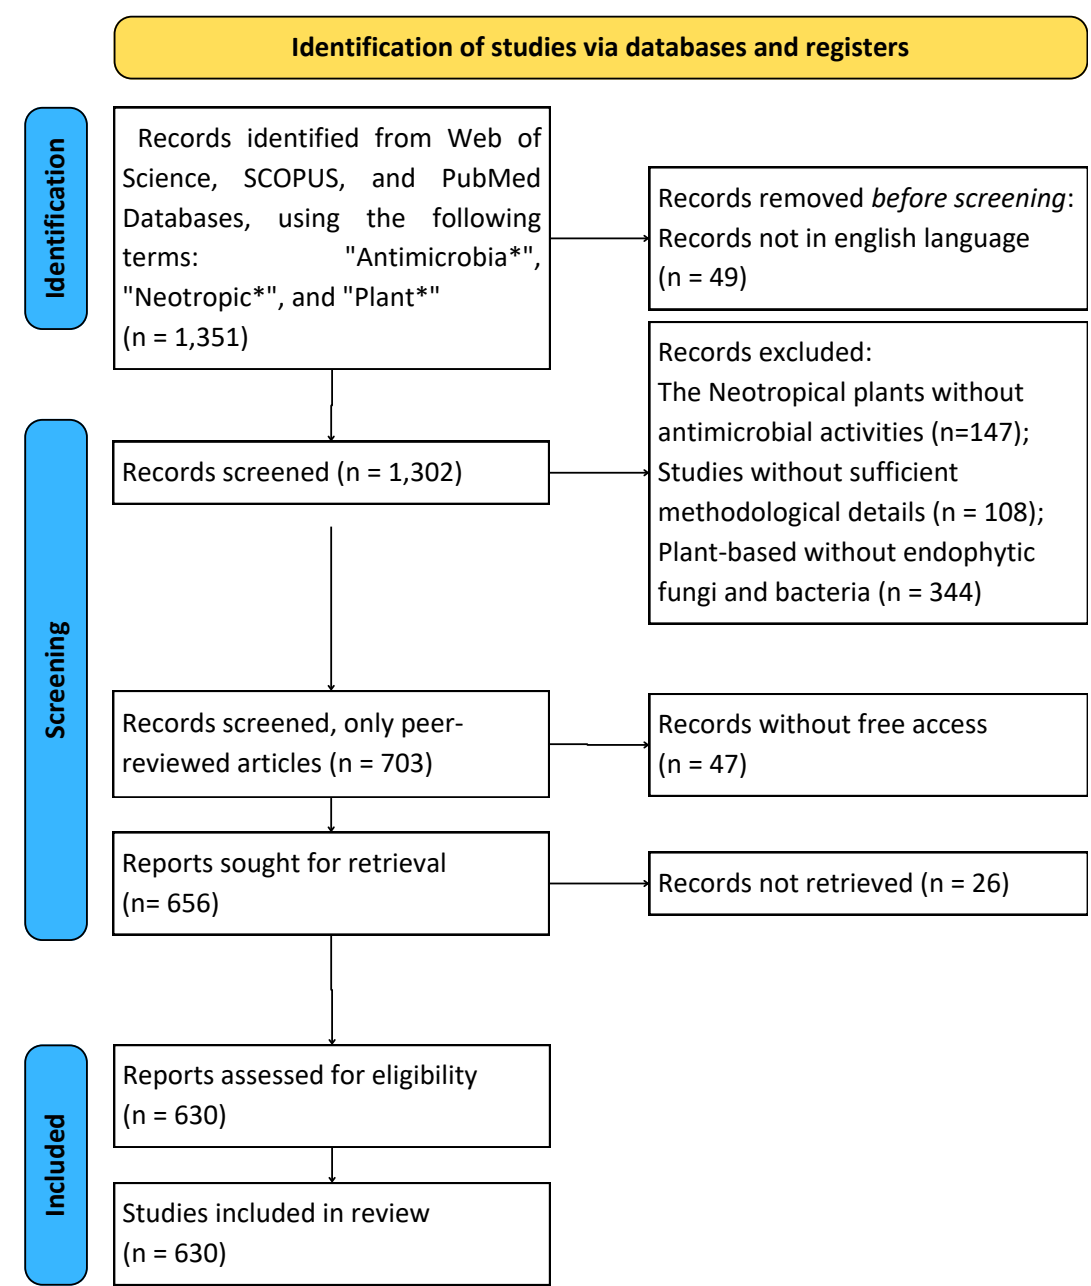 Identification of studies via databases and registers
Identification
Records identified from Web of
Science, SCOPUS, and PubMed
Databases, using the following
terms: "Antimicrobia*",
"Neotropic*", and "Plant*"
(n = 1,351)
Records removed before screening:
Records not in english language
(n = 49)
Screening
Records screened (n = 1,302)
Records excluded:
The Neotropical plants without
antimicrobial activities (n=147);
Studies without sufficient
methodological details (n = 108);
Plant-based without endophytic
fungi and bacteria (n = 344)
Records screened, only peer-
reviewed articles (n = 703)
Records without free access
(n = 47)
Reports sought for retrieval
(n= 656)
Records not retrieved (n = 26)
Included
Reports assessed for eligibility
(n = 630)
Studies included in review
(n = 630)